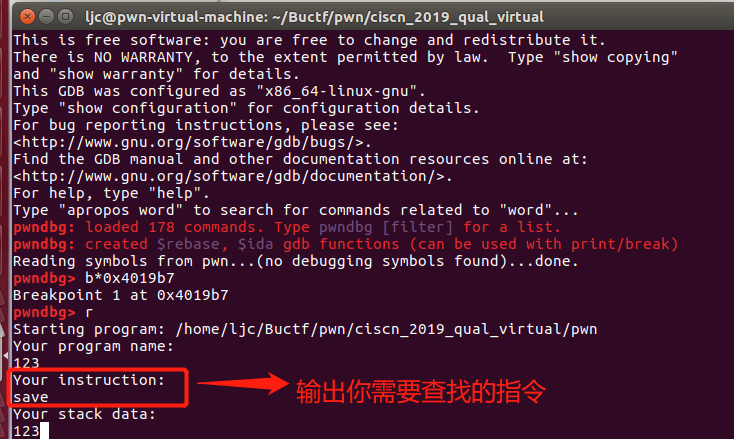 ljc@pwn-virtual-machine: ~/Buctf/pwn/ciscn_2019_qual_virtual
This is free software: you are free to change and redistribute it.
There is NO WARRANTY, to the extent permitted by law.  Type "show copying"
and "show warranty" for details.
This GDB was configured as "x86_64-linux-gnu".
Type "show configuration" for configuration details.
For bug reporting instructions, please see:
<http://www.gnu.org/software/gdb/bugs/>.
Find the GDB manual and other documentation resources online at:
<http://www.gnu.org/software/gdb/documentation/>.
For help, type "help".
Type "apropos word" to search for commands related to "word"...
pwndbg: loaded 178 commands. Type pwndbg [filter] for a list.
pwndbg: created $rebase, $ida gdb functions (can be used with print/break)
Reading symbols from pwn...(no debugging symbols found)...done.
pwndbg> b*0x4019b7
Breakpoint 1 at 0x4019b7
pwndbg> r
Starting program: /home/ljc/Buctf/pwn/ciscn_2019_qual_virtual/pwn
Your program name:
123
Your instruction:
save
输出你需要查找的指令
Your stack data:
123